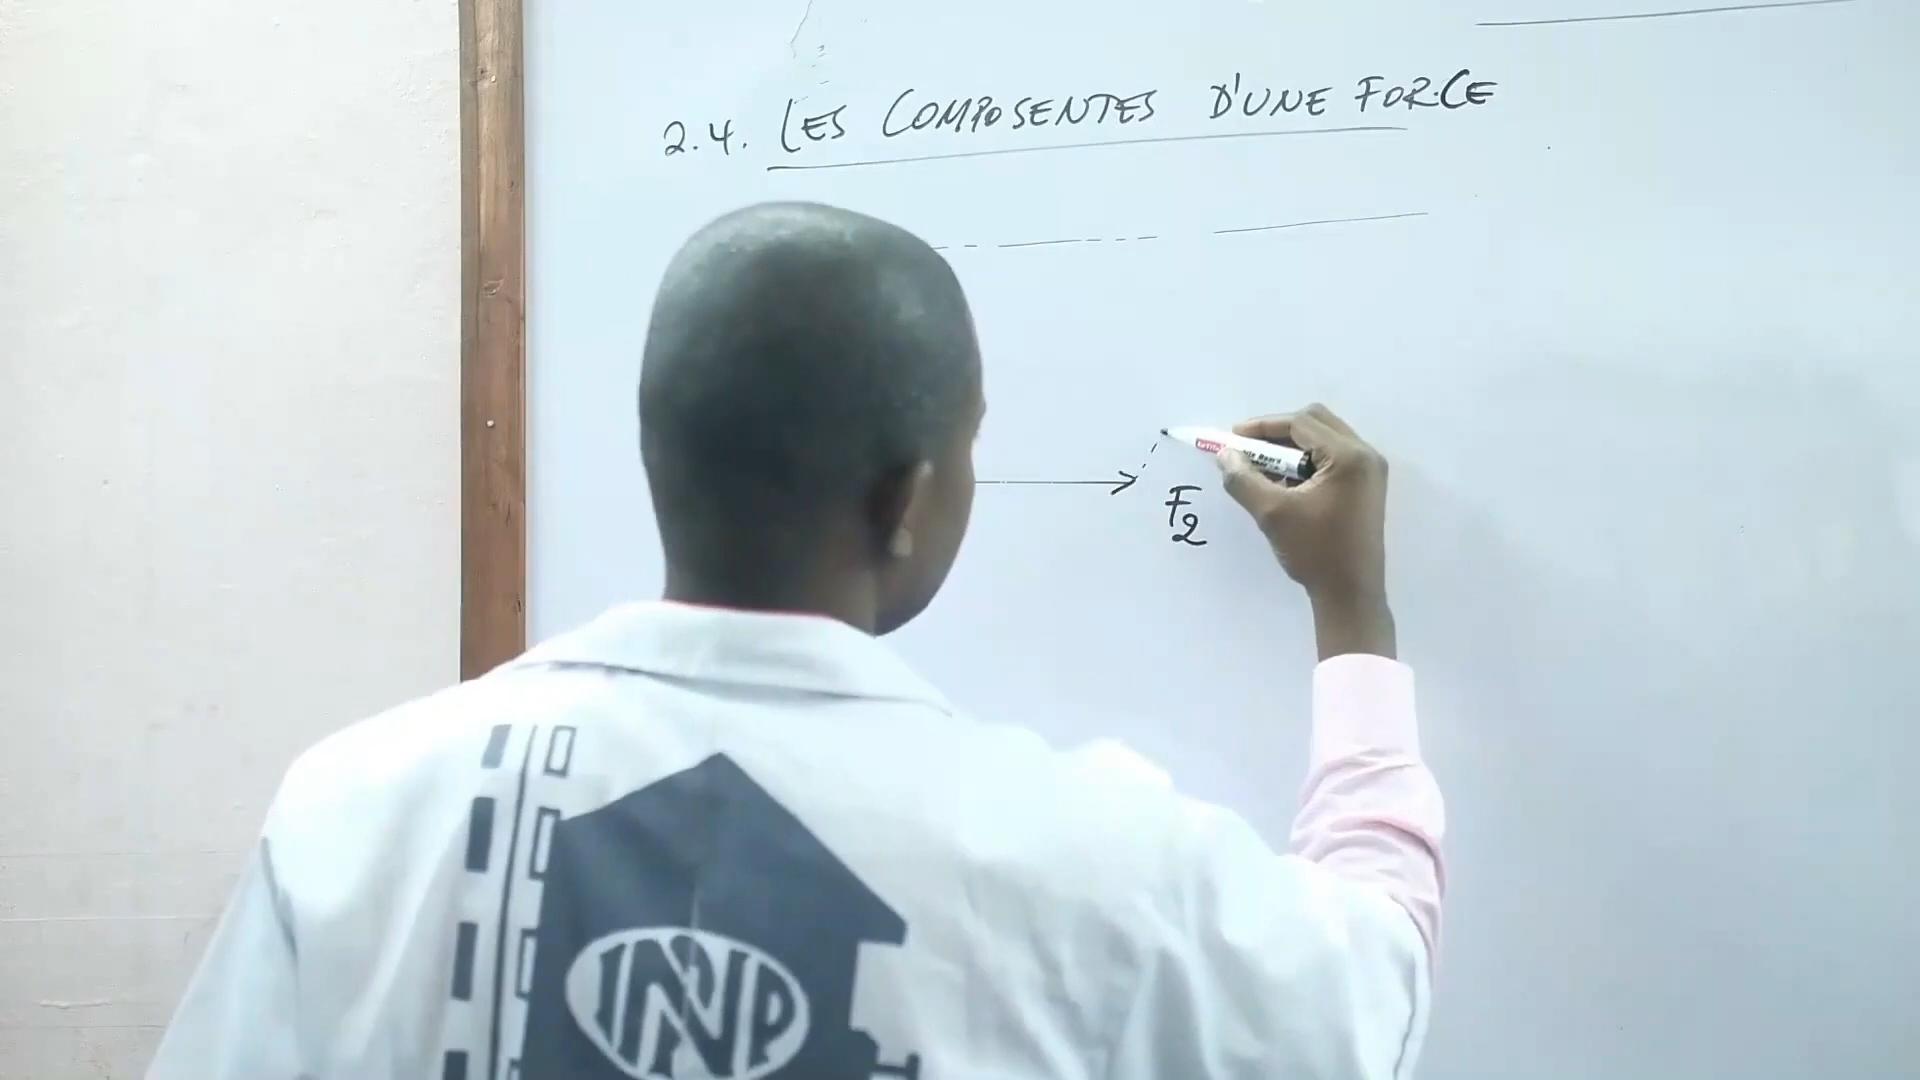 2.4. LES COMPOSENTES D'UNE FORCE
F2
INP